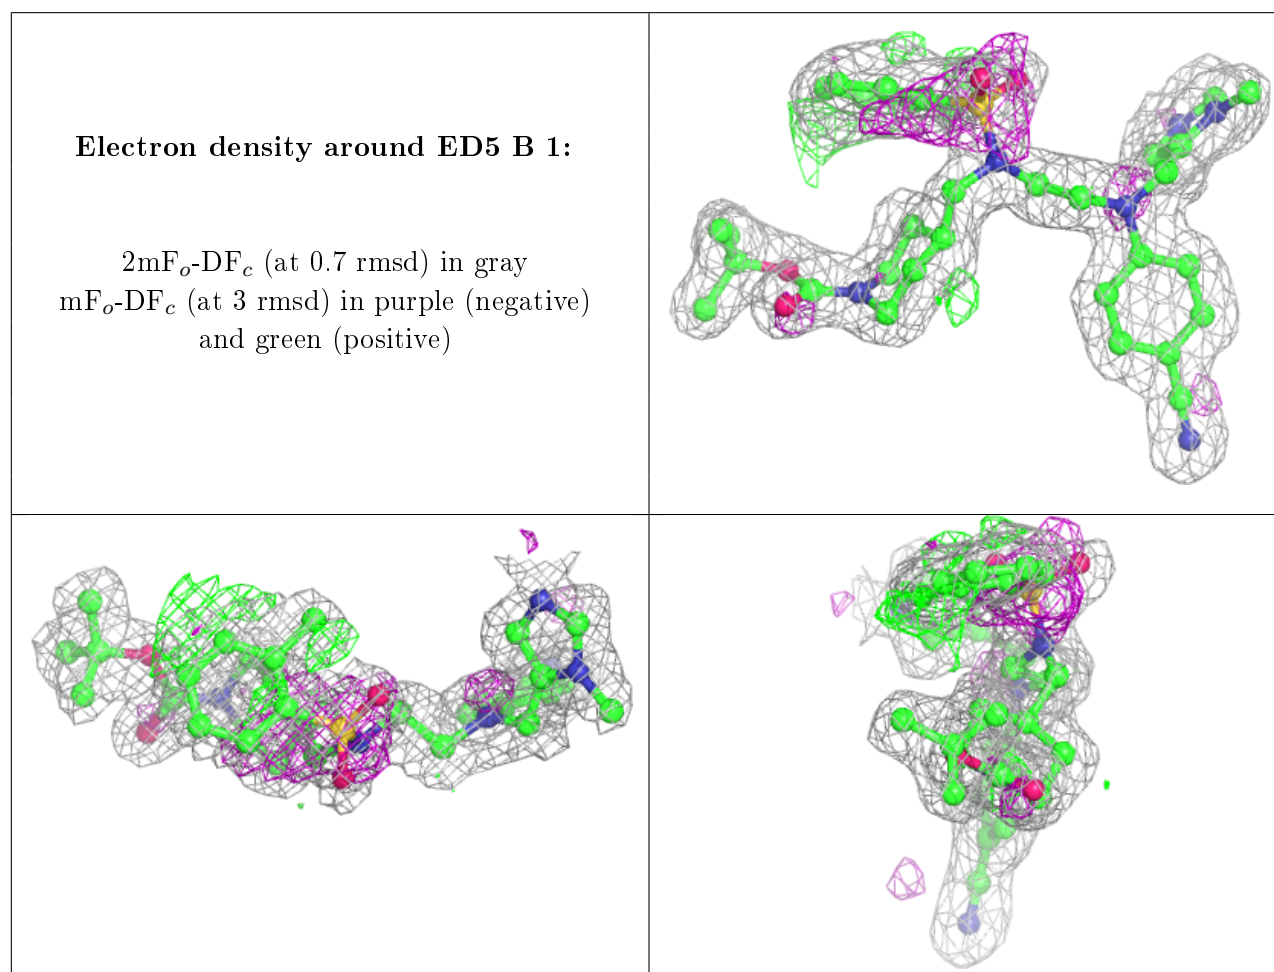 Electron density around ED5 B 1:
2mFₒ-DF𝑐 (at 0.7 rmsd) in gray
mFₒ-DF𝑐 (at 3 rmsd) in purple (negative)
and green (positive)